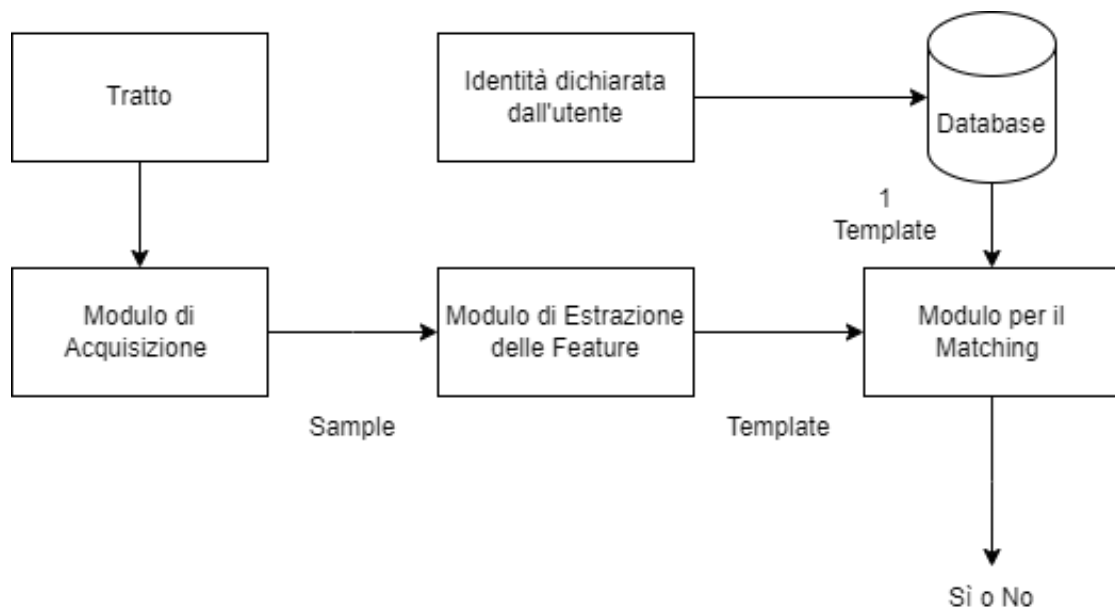 Tratto
Identità dichiarata
dall'utente
Database
1
Template
Modulo di
Acquisizione
Modulo di Estrazione
delle Feature
Modulo per il
Matching
Sample
Template
Sì o No